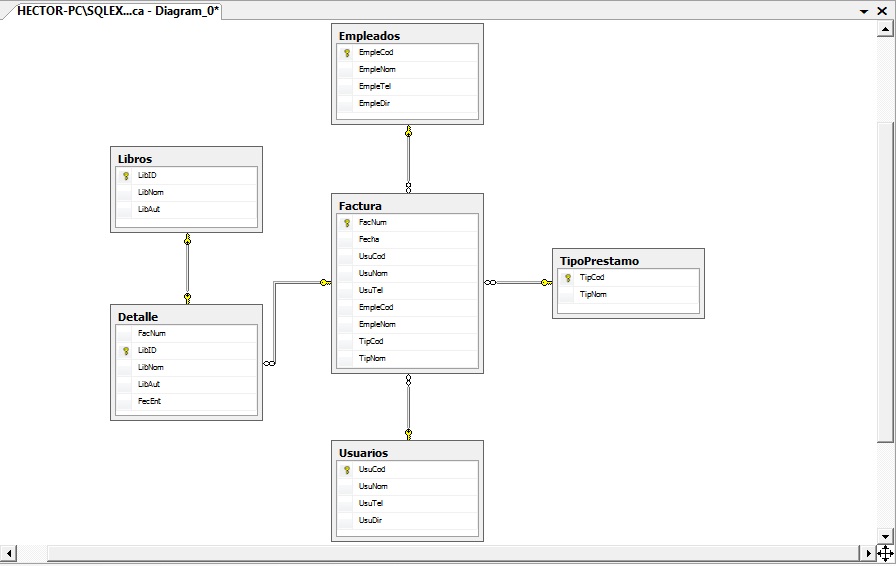 HECTOR-PC\SQLEX...ca - Diagram_0*
Empleados
EmpleCod
EmpleNom
EmpleTel
EmpleDir
Libros
LibID
LibNom
LibAut
Factura
FacNum
Fecha
UsuCod
UsuNom
UsuTel
EmpleCod
EmpleNom
TipCod
TipNom
TipoPrestamo
TipCod
TipNom
Detalle
FacNum
LibID
LibNom
LibAut
FecEnt
Usuarios
UsuCod
UsuNom
UsuTel
UsuDir